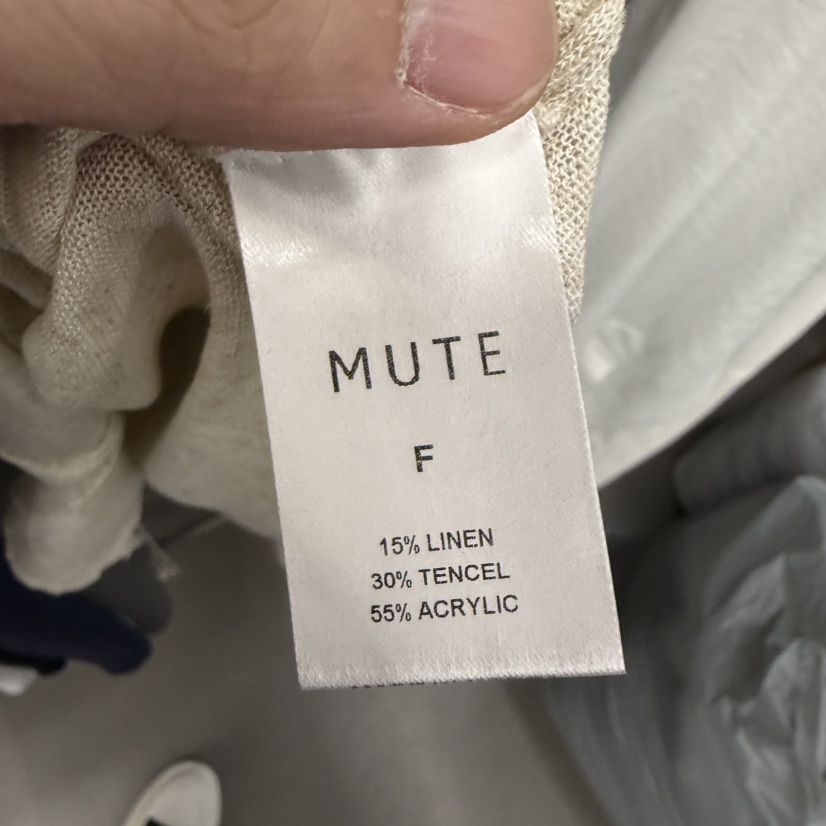 MUTE
F
15% LINEN
30% TENCEL
55% ACRYLIC